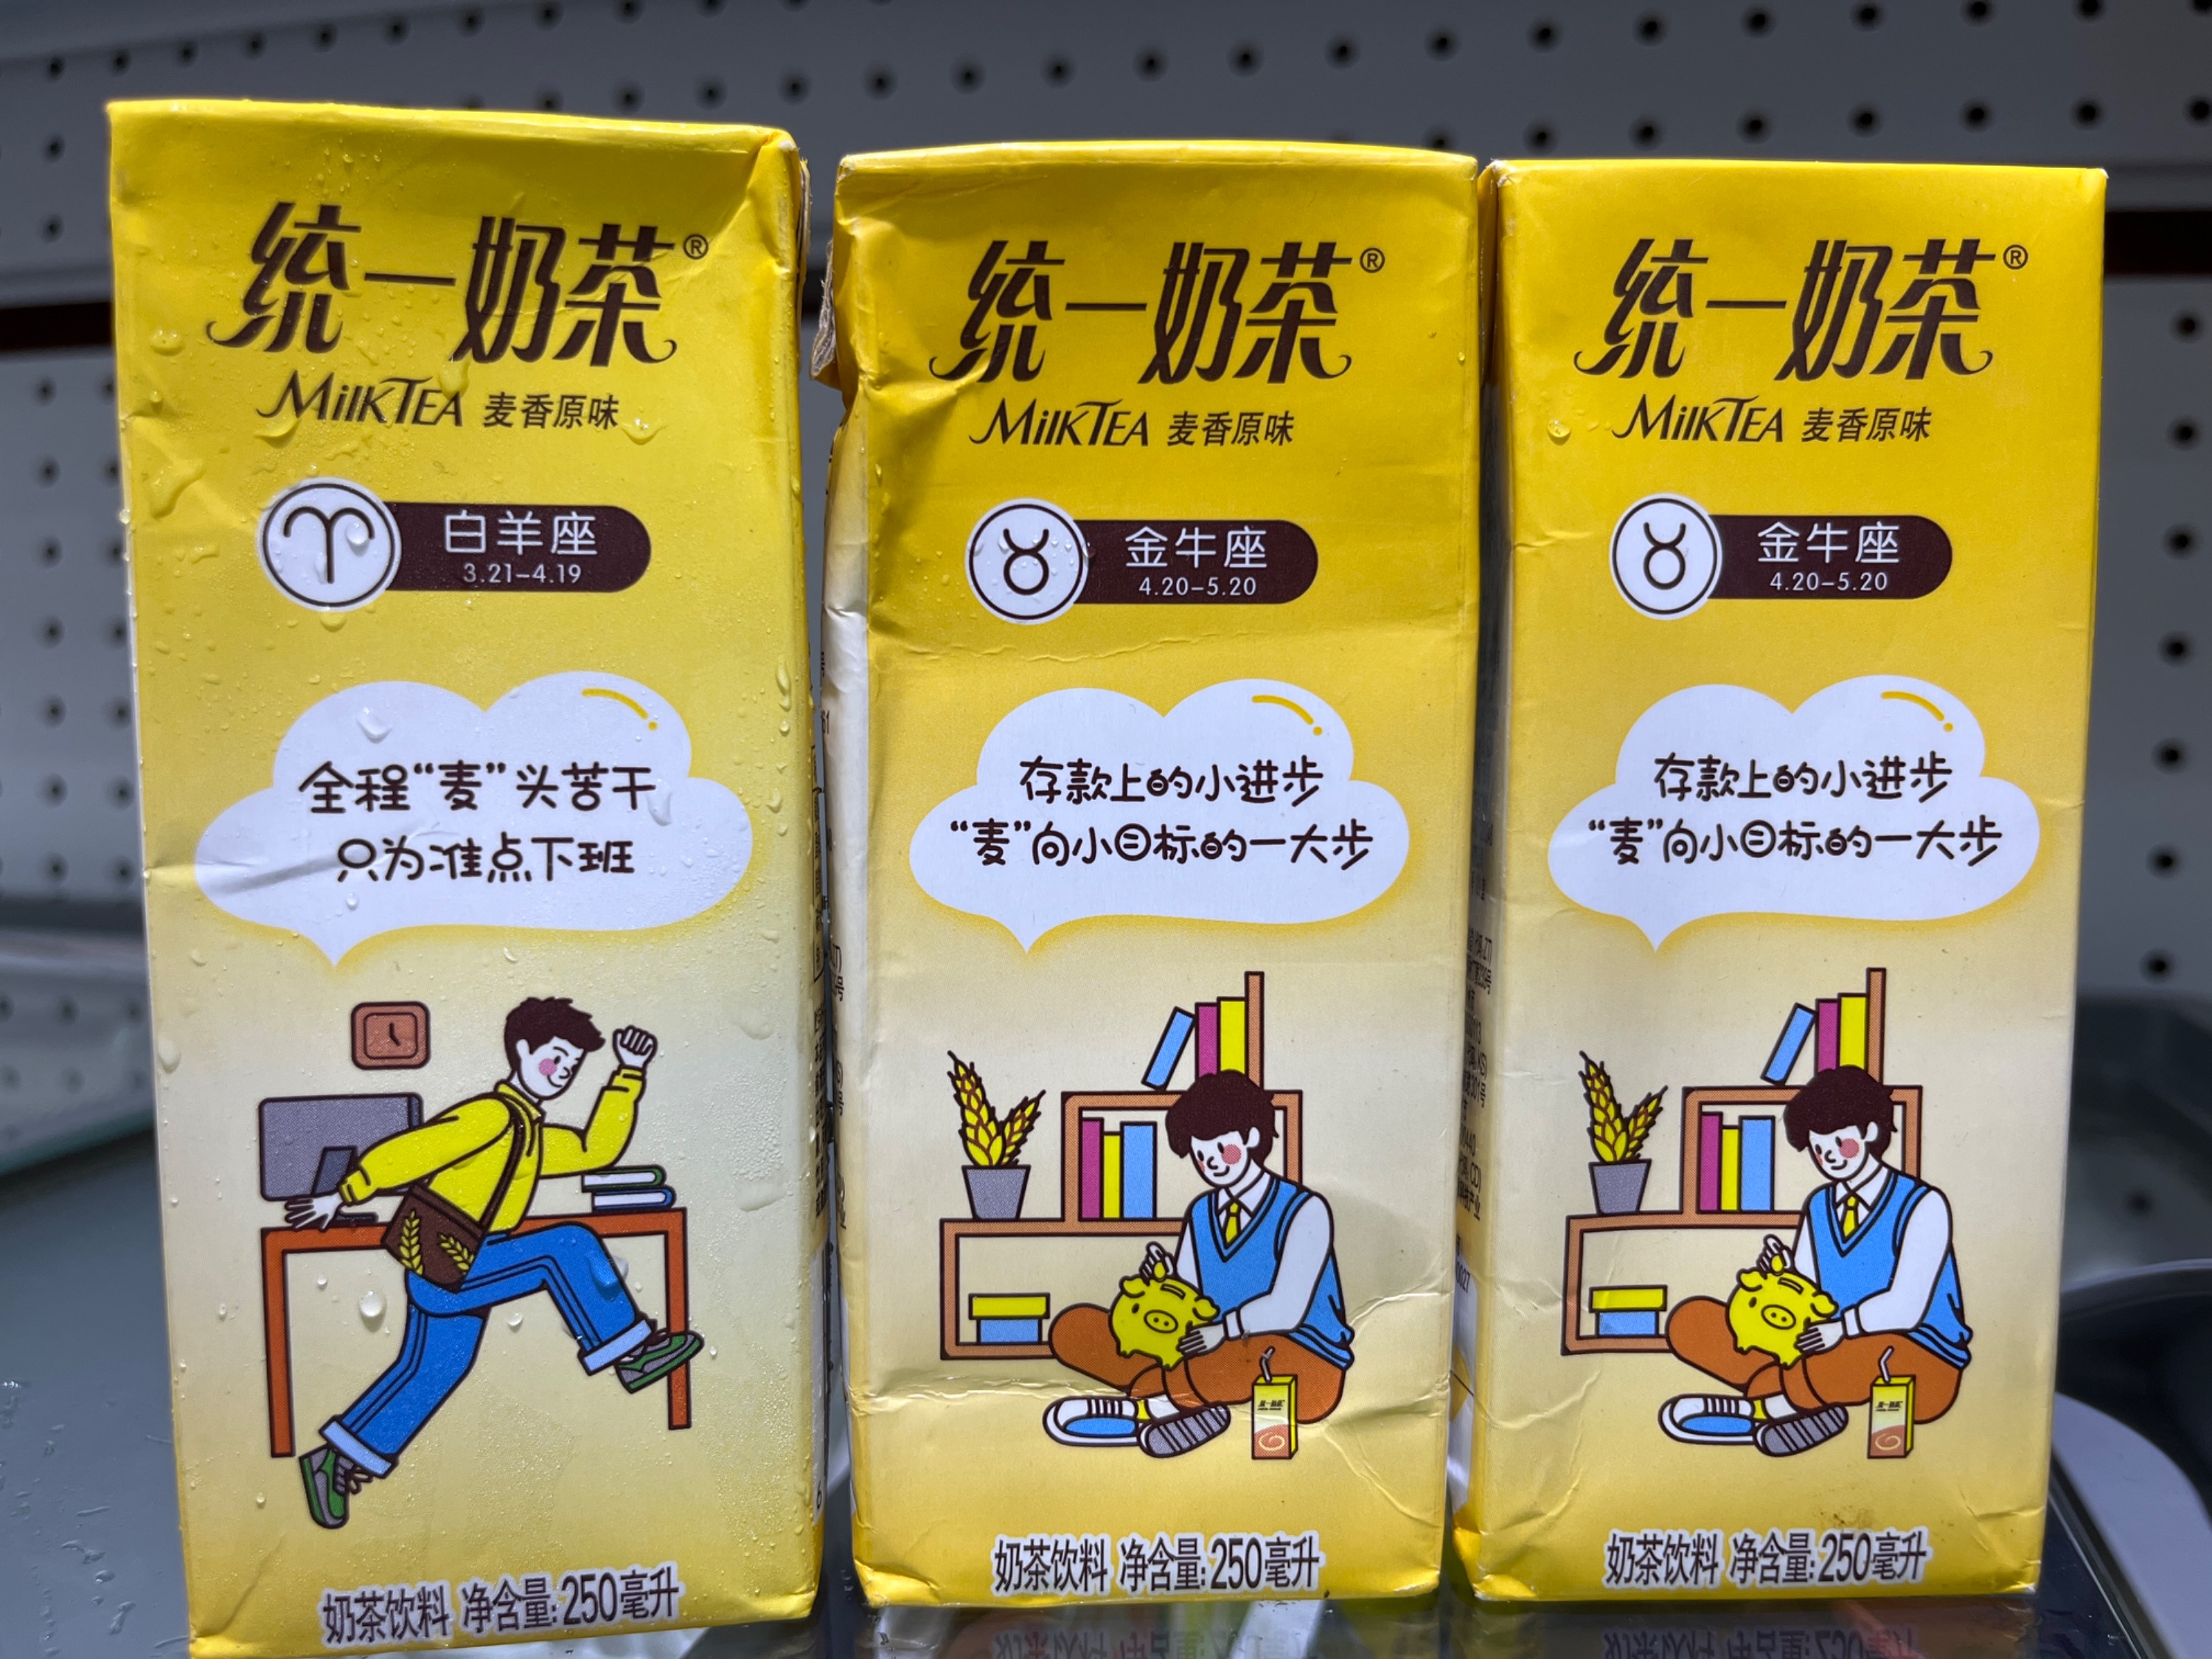 统一奶茶®
MilkTEA 麦香原味
白羊座
3.21-4.19
全程“麦”头苦干
只为准点下班
奶茶饮料 净含量:250毫升
统一奶茶®
MilkTEA 麦香原味
金牛座
4.20-5.20
存款上的小进步
“麦”向小目标的一大步
奶茶饮料 净含量:250毫升
统一奶茶®
MilkTEA 麦香原味
金牛座
4.20-5.20
存款上的小进步
“麦”向小目标的一大步
奶茶饮料 净含量:250毫升